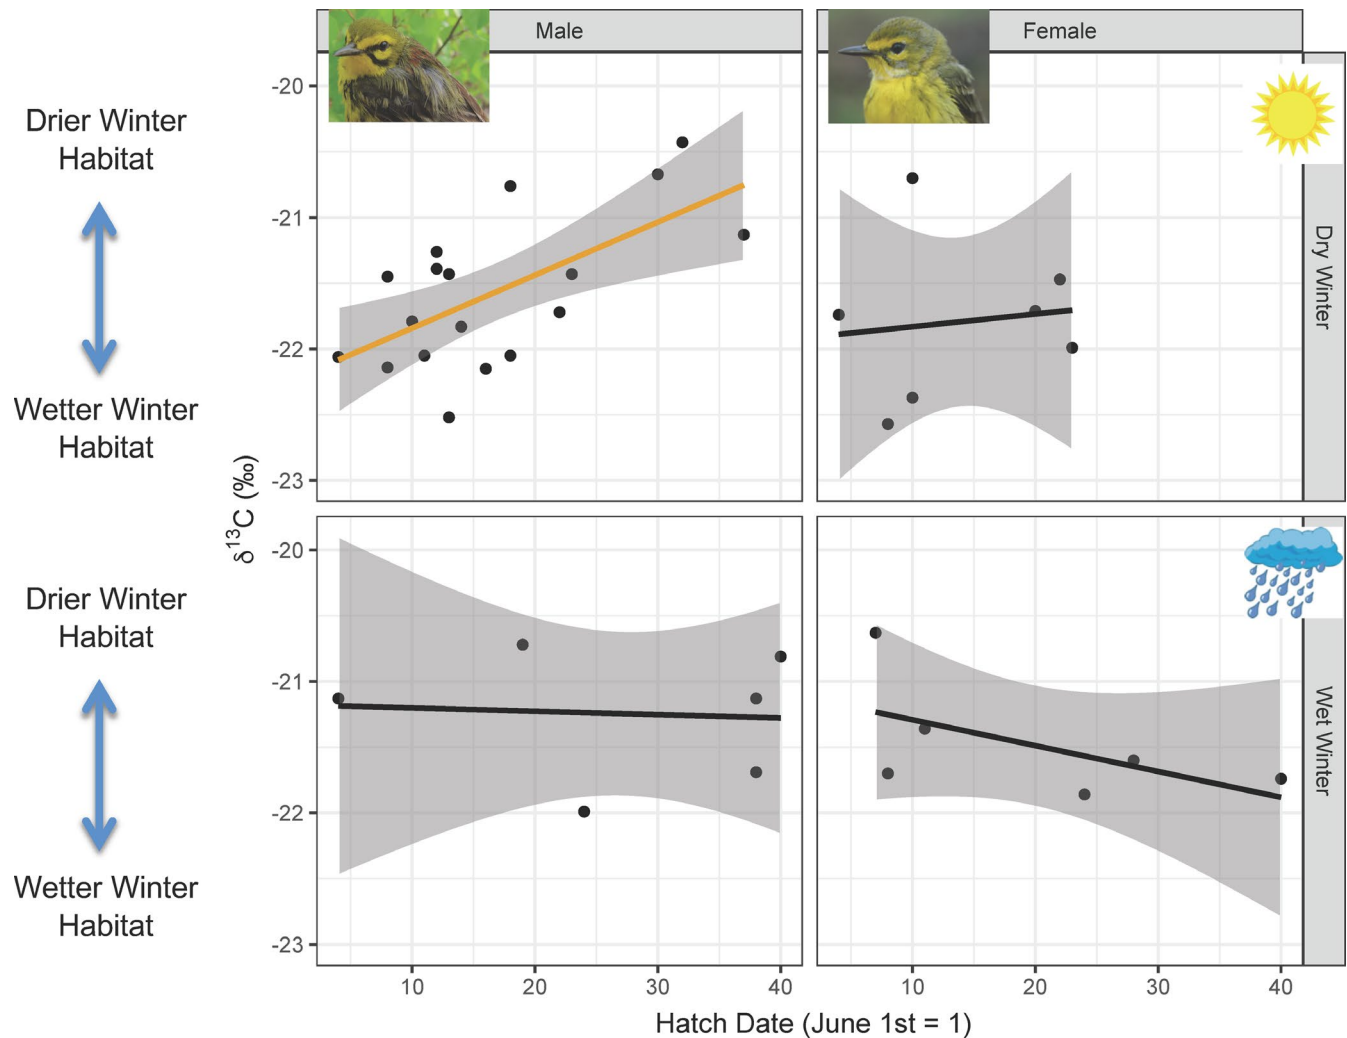 Male
Female
Drier Winter
Habitat
Wetter Winter
Habitat
Drier Winter
Habitat
Wetter Winter
Habitat
δ¹³C (‰)
-20
-21
-22
-23
-20
-21
-22
-23
Dry Winter
Wet Winter
10 20 30 40 10 20 30 40
Hatch Date (June 1st = 1)